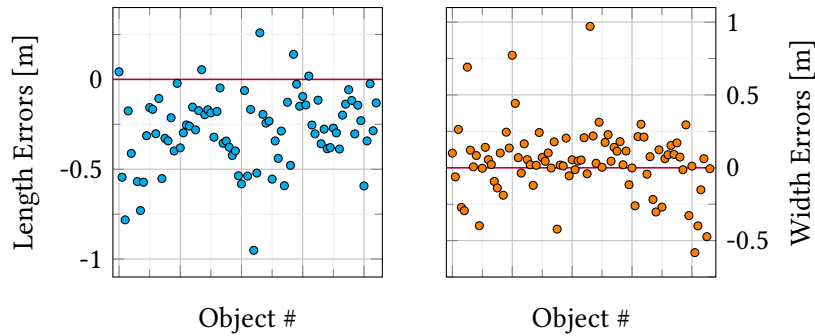 Length Errors [m]
0
-0.5
-1
Object #
1
0.5
0
-0.5
Width Errors [m]
Object #